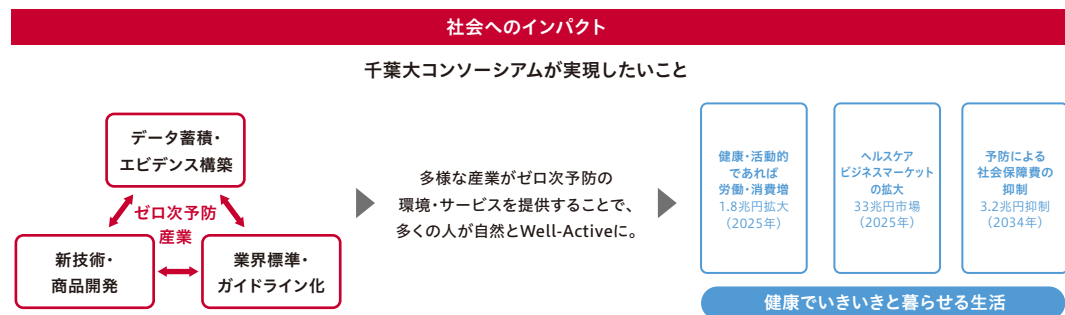 社会へのインパクト
千葉大コンソーシアムが実現したいこと
データ蓄積・
エビデンス構築
ゼロ次予防
産業
新技術・
商品開発
業界標準・
ガイドライン化
多様な産業がゼロ次予防の
環境・サービスを提供することで、
多くの人が自然とWell-Activeに。
健康・活動的
であれば
労働・消費増
1.8兆円拡大
（2025年）
ヘルスケア
ビジネスマーケット
の拡大
33兆円市場
（2025年）
予防による
社会保障費の
抑制
3.2兆円抑制
（2034年）
健康でいきいきと暮らせる生活